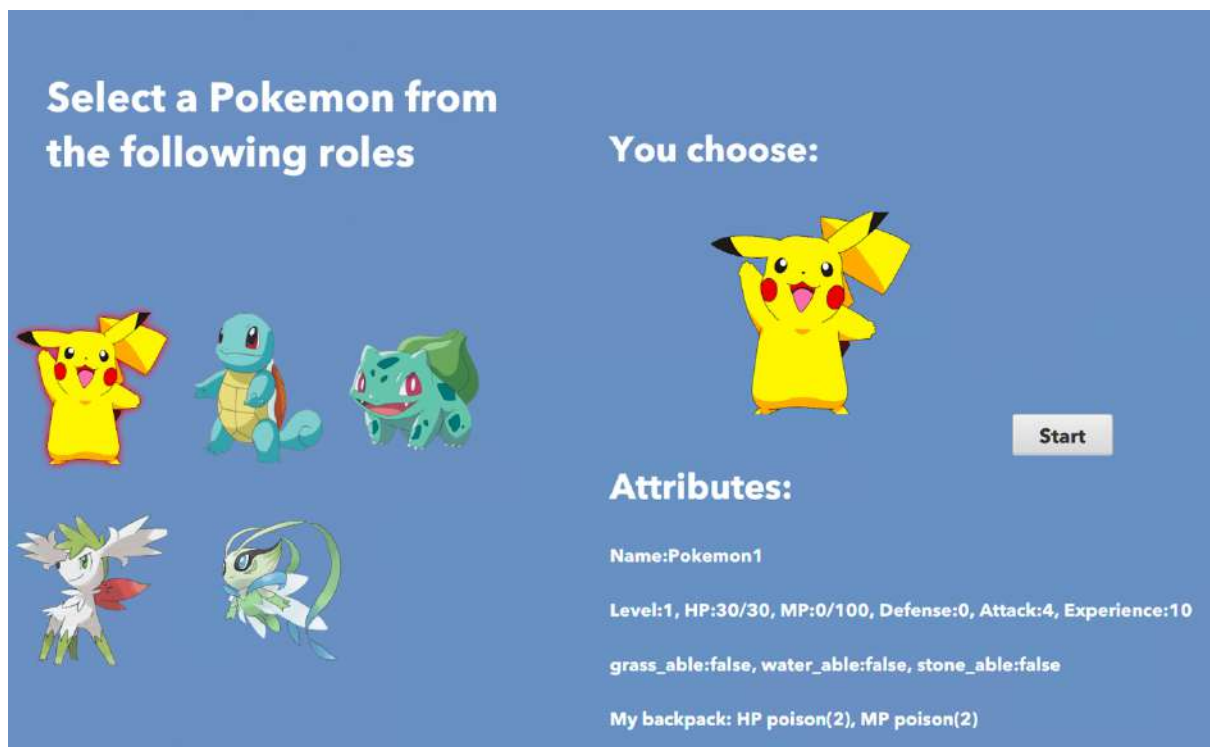 Select a Pokemon from
the following roles
You choose:
Start
Attributes:
Name:Pokemon1
Level:1, HP:30/30, MP:0/100, Defense:0, Attack:4, Experience:10
grass_able:false, water_able:false, stone_able:false
My backpack: HP poison(2), MP poison(2)